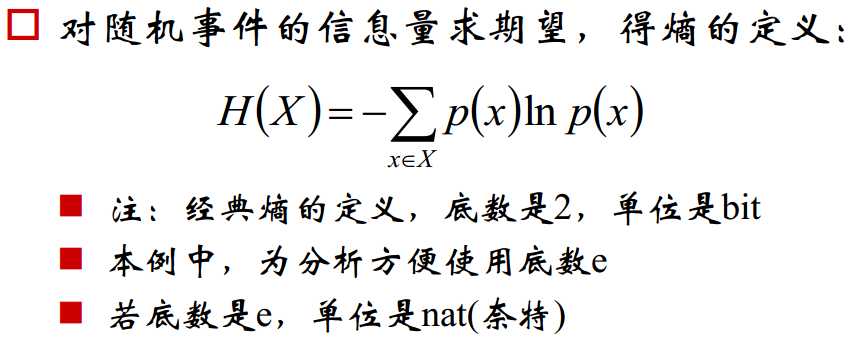 对随机事件的信息量求期望，得熵的定义：
H(X)=-∑p(x)ln p(x)
x∈X
注：经典熵的定义，底数是2，单位是bit
本例中，为分析方便使用底数e
若底数是e，单位是nat(奈特)